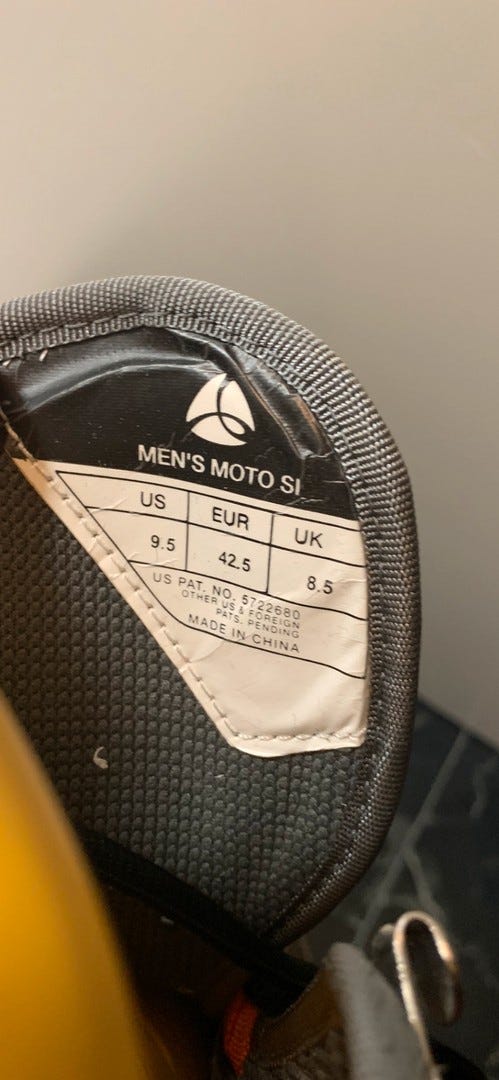 MEN'S MOTO SI
US EUR UK
9.5 42.5 8.5
US PAT. NO. 5722680
OTHER US & FOREIGN
PATS. PENDING
MADE IN CHINA